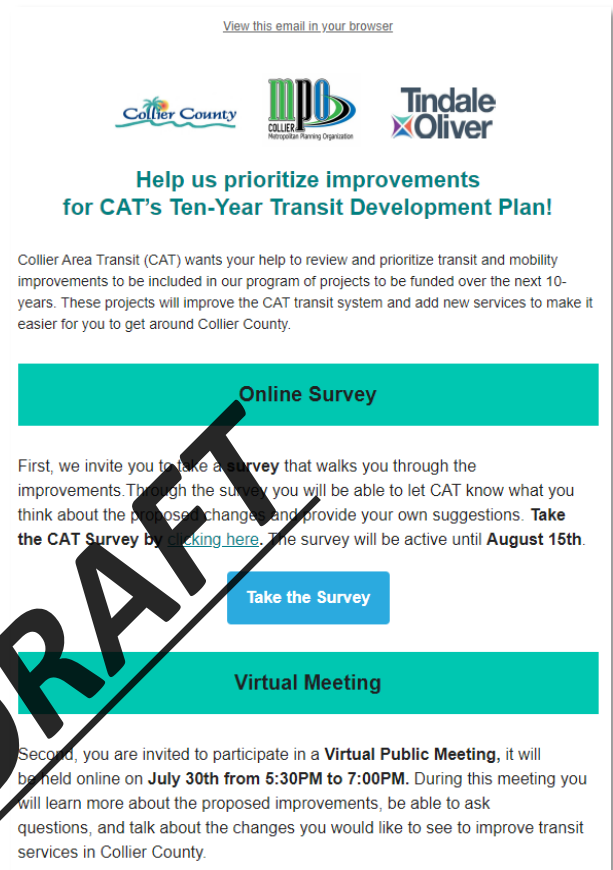 View this email in your browser
Collier County
mpo
COLLIER
Metropolitan Planning Organization
Tindale
Oliver
Help us prioritize improvements
for CAT's Ten-Year Transit Development Plan!
Collier Area Transit (CAT) wants your help to review and prioritize transit and mobility
improvements to be included in our program of projects to be funded over the next 10-
years. These projects will improve the CAT transit system and add new services to make it
easier for you to get around Collier County.
Online Survey
First, we invite you to take a survey that walks you through the
improvements.Through the survey you will be able to let CAT know what you
think about the proposed changes and provide your own suggestions. Take
the CAT Survey by clicking here. The survey will be active until August 15th.
Take the Survey
Virtual Meeting
Second, you are invited to participate in a Virtual Public Meeting, it will
be held online on July 30th from 5:30PM to 7:00PM. During this meeting you
will learn more about the proposed improvements, be able to ask
questions, and talk about the changes you would like to see to improve transit
services in Collier County.
DRAFT